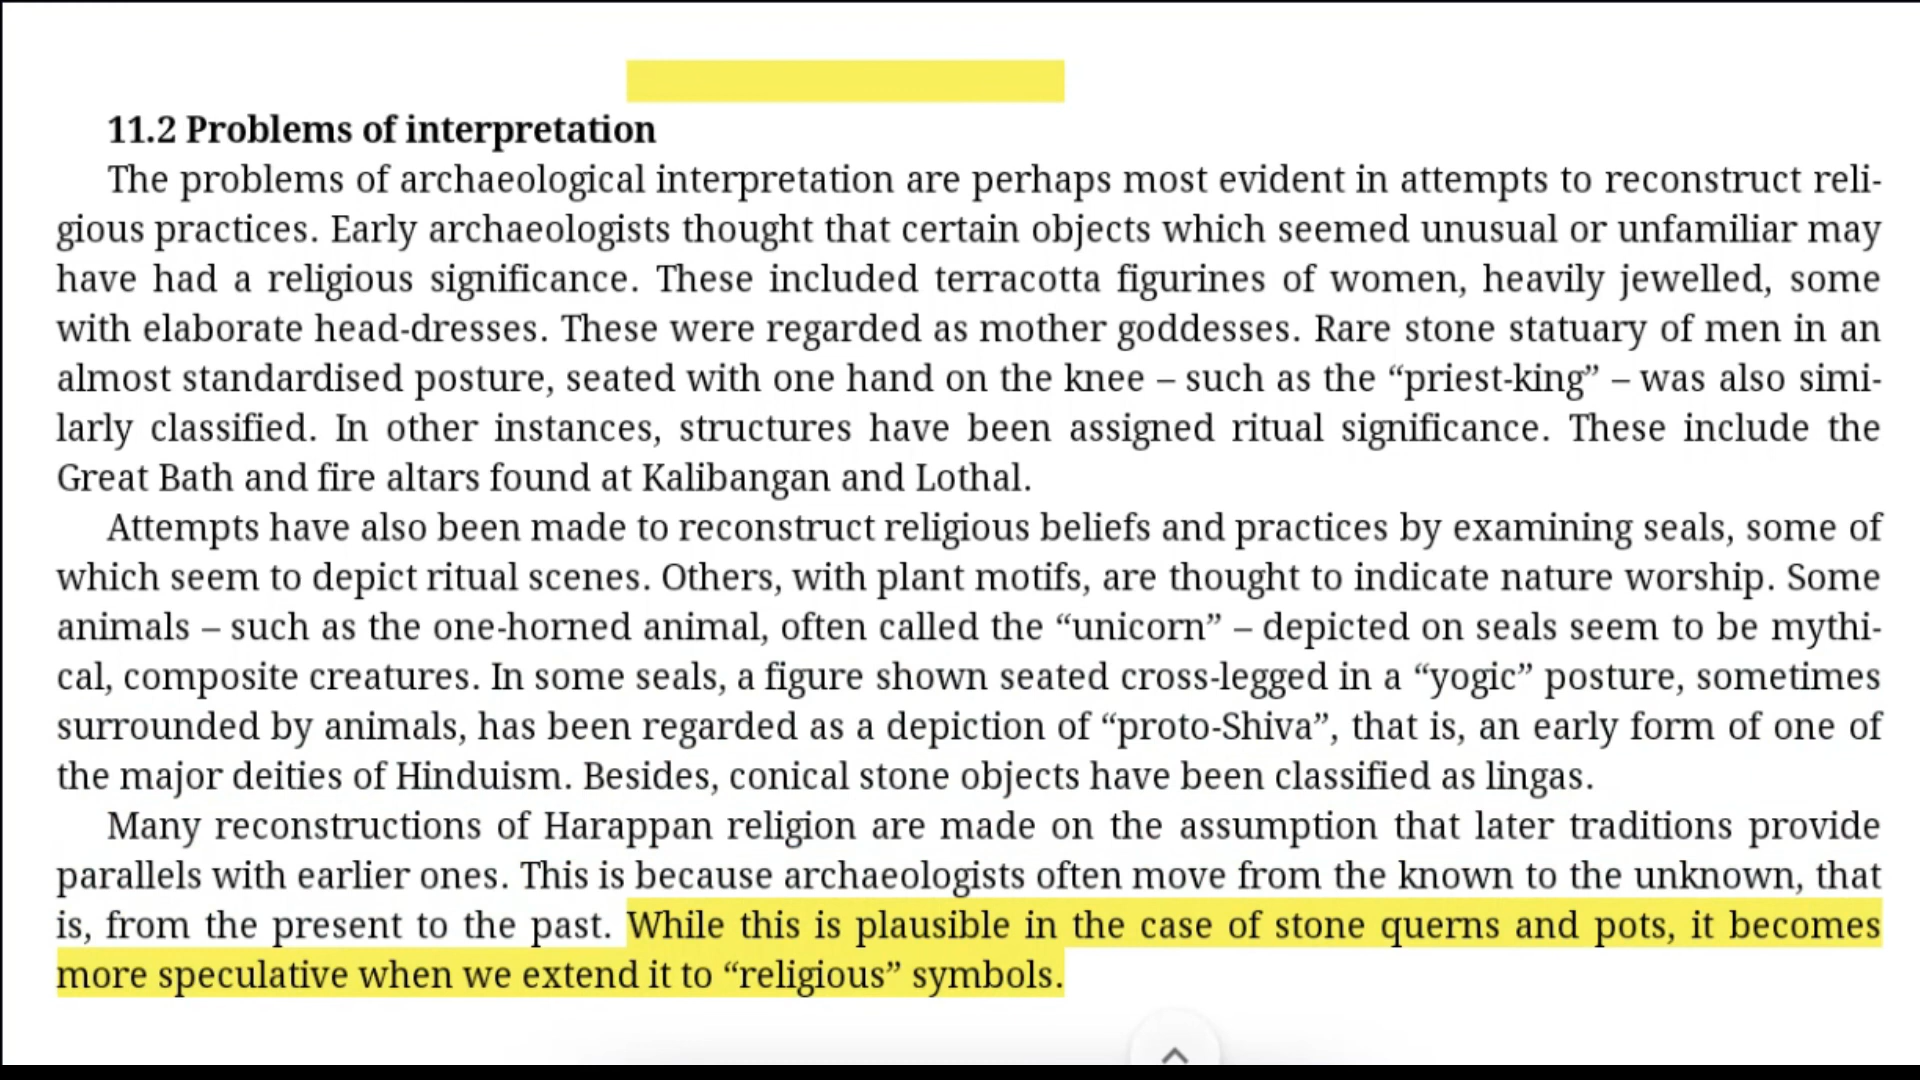 11.2 Problems of interpretation
The problems of archaeological interpretation are perhaps most evident in attempts to reconstruct reli-
gious practices. Early archaeologists thought that certain objects which seemed unusual or unfamiliar may
have had a religious significance. These included terracotta figurines of women, heavily jewelled, some
with elaborate head-dresses. These were regarded as mother goddesses. Rare stone statuary of men in an
almost standardised posture, seated with one hand on the knee – such as the “priest-king” – was also simi-
larly classified. In other instances, structures have been assigned ritual significance. These include the
Great Bath and fire altars found at Kalibangan and Lothal.
Attempts have also been made to reconstruct religious beliefs and practices by examining seals, some of
which seem to depict ritual scenes. Others, with plant motifs, are thought to indicate nature worship. Some
animals – such as the one-horned animal, often called the “unicorn” – depicted on seals seem to be mythi-
cal, composite creatures. In some seals, a figure shown seated cross-legged in a “yogic” posture, sometimes
surrounded by animals, has been regarded as a depiction of “proto-Shiva”, that is, an early form of one of
the major deities of Hinduism. Besides, conical stone objects have been classified as lingas.
Many reconstructions of Harappan religion are made on the assumption that later traditions provide
parallels with earlier ones. This is because archaeologists often move from the known to the unknown, that
is, from the present to the past. While this is plausible in the case of stone querns and pots, it becomes
more speculative when we extend it to “religious” symbols.